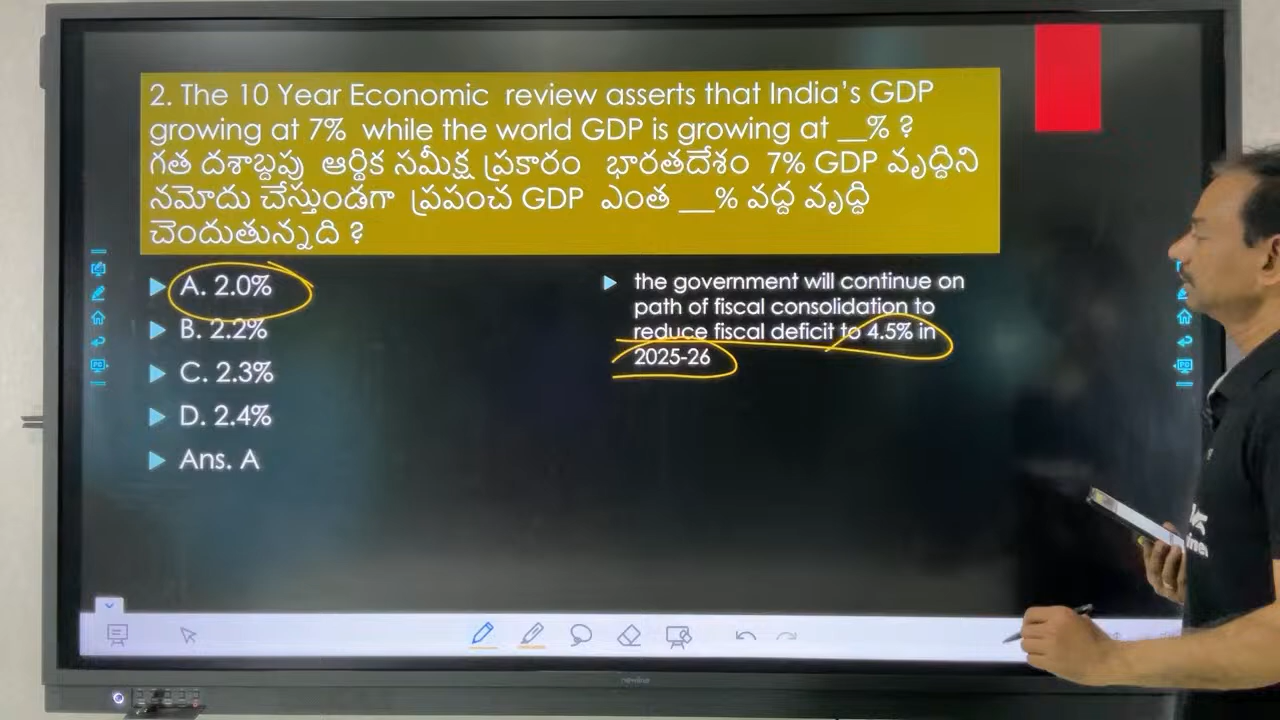 2. The 10 Year Economic review asserts that India's GDP
growing at 7% while the world GDP is growing at __% ?
గత దశాబ్దపు ఆర్థిక సమీక్ష ప్రకారం భారతదేశం 7% GDP వృద్ధిని
నమోదు చేస్తుండగా ప్రపంచ GDP ఎంత __% వద్ద వృద్ధి
చెందుతున్నది ?
A. 2.0%
B. 2.2%
C. 2.3%
D. 2.4%
Ans. A
the government will continue on
path of fiscal consolidation to
reduce fiscal deficit to 4.5% in
2025-26
newline